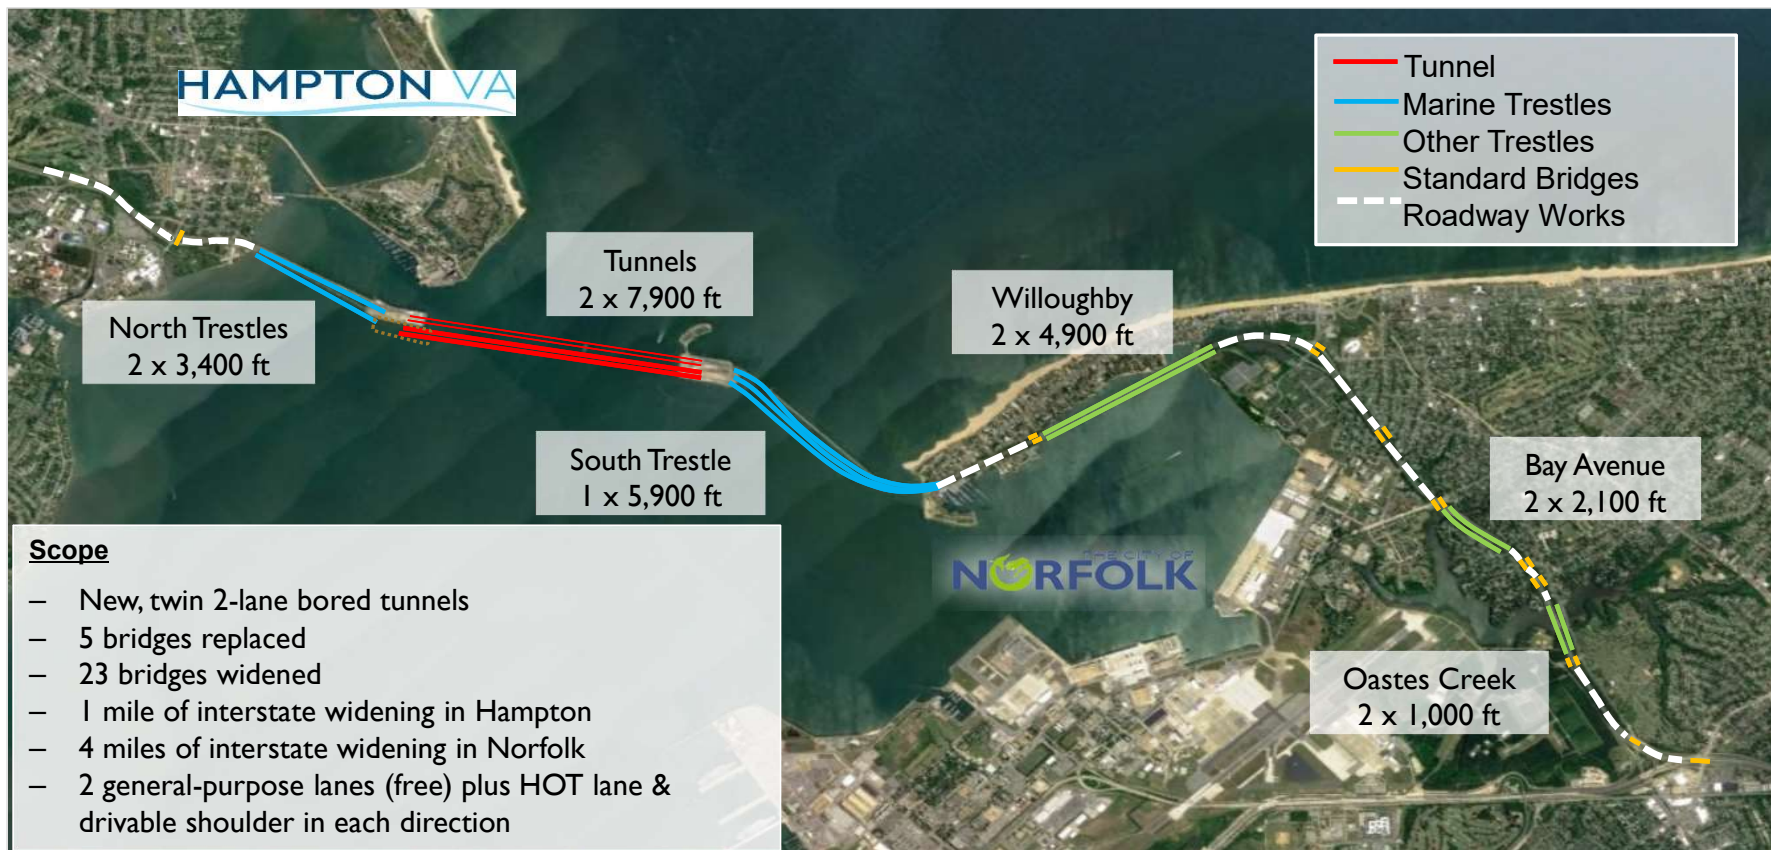 HAMPTON VA
Tunnel
Marine Trestles
Other Trestles
Standard Bridges
Roadway Works
Tunnels
2 x 7,900 ft
Willoughby
2 x 4,900 ft
North Trestles
2 x 3,400 ft
South Trestle
1 x 5,900 ft
Bay Avenue
2 x 2,100 ft
THE CITY OF
NORFOLK
Oastes Creek
2 x 1,000 ft
Scope
– New, twin 2-lane bored tunnels
– 5 bridges replaced
– 23 bridges widened
– 1 mile of interstate widening in Hampton
– 4 miles of interstate widening in Norfolk
– 2 general-purpose lanes (free) plus HOT lane &
drivable shoulder in each direction